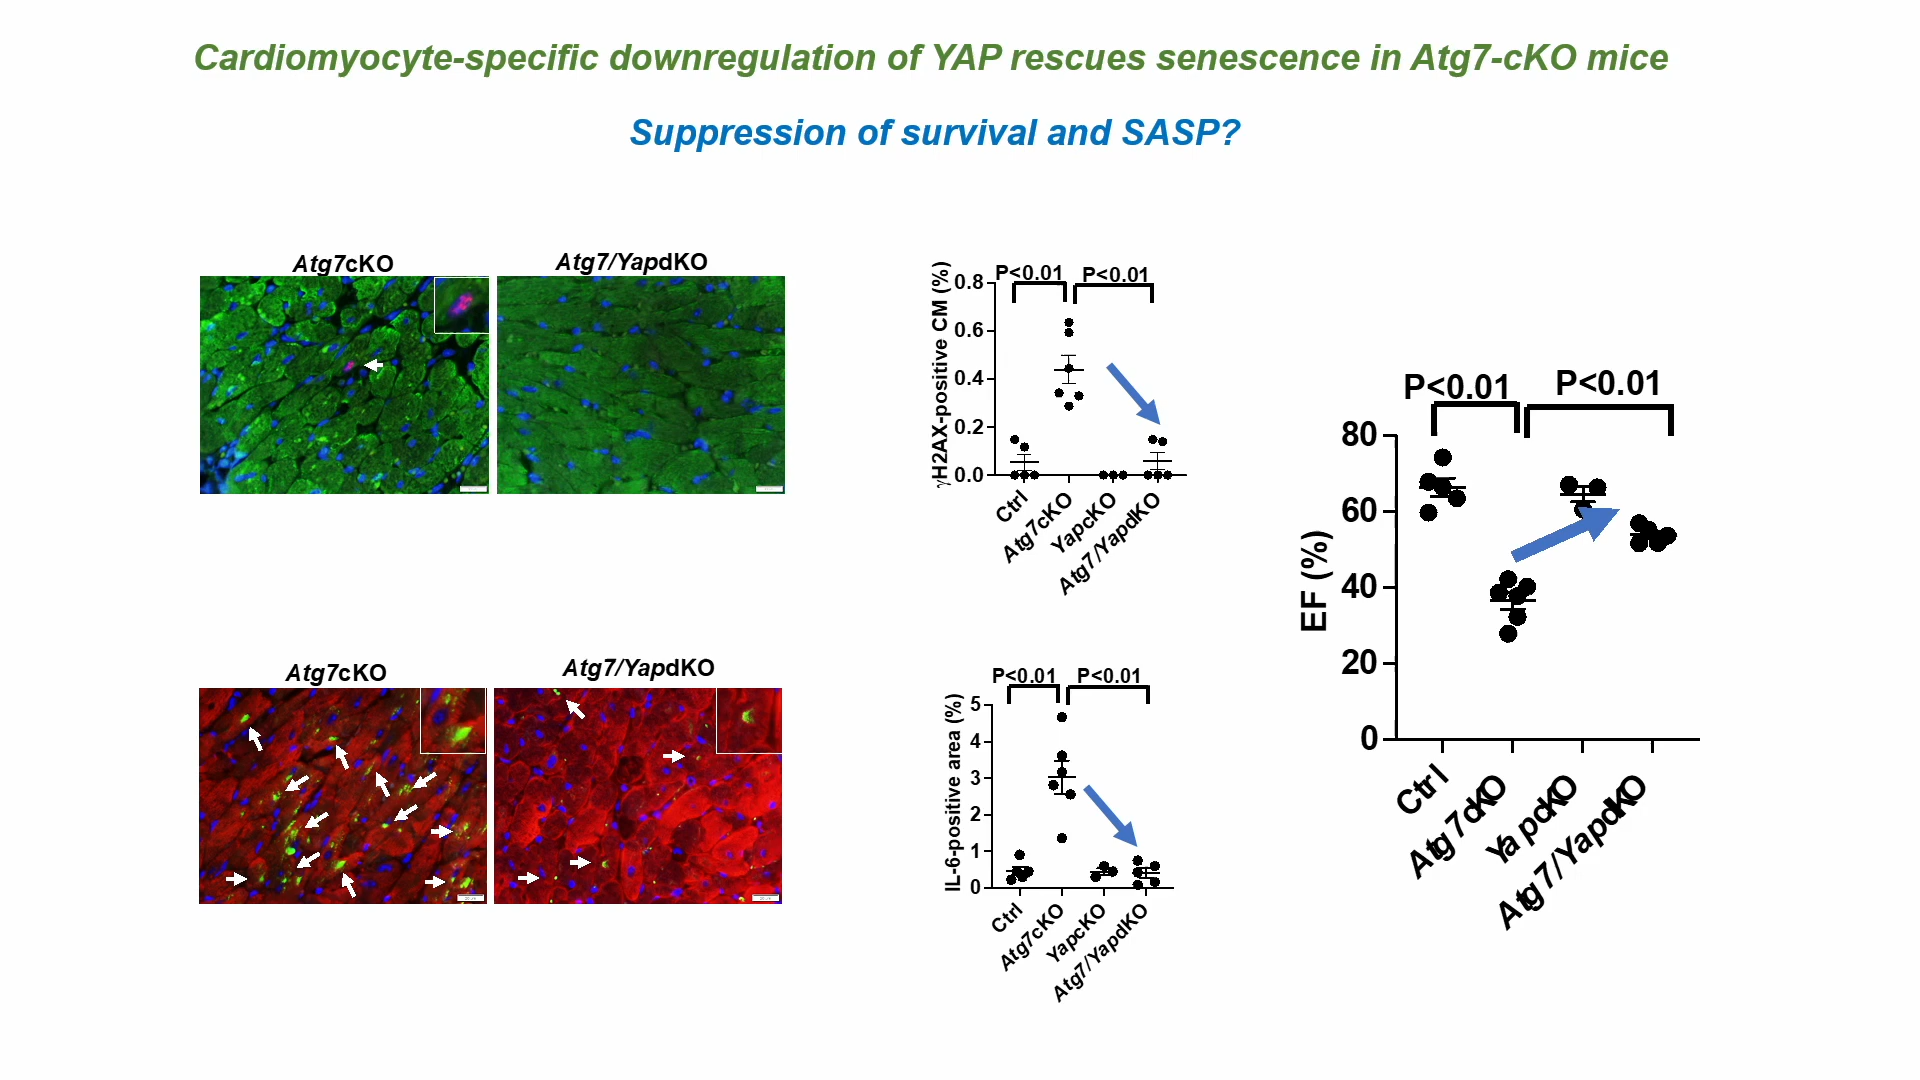 Cardiomyocyte-specific downregulation of YAP rescues senescence in Atg7-cKO mice
Suppression of survival and SASP?
Atg7cKO
Atg7/YapdKO
γH2AX-positive CM (%)
P<0.01
P<0.01
0.8
0.6
0.4
0.2
0.0
Ctrl
Atg7cKO
YapcKO
Atg7/YapdKO
Atg7cKO
Atg7/YapdKO
IL-6-positive area (%)
P<0.01
P<0.01
5
4
3
2
1
0
Ctrl
Atg7cKO
YapcKO
Atg7/YapdKO
EF (%)
P<0.01
P<0.01
80
60
40
20
0
Ctrl
Atg7cKO
YapcKO
Atg7/YapdKO